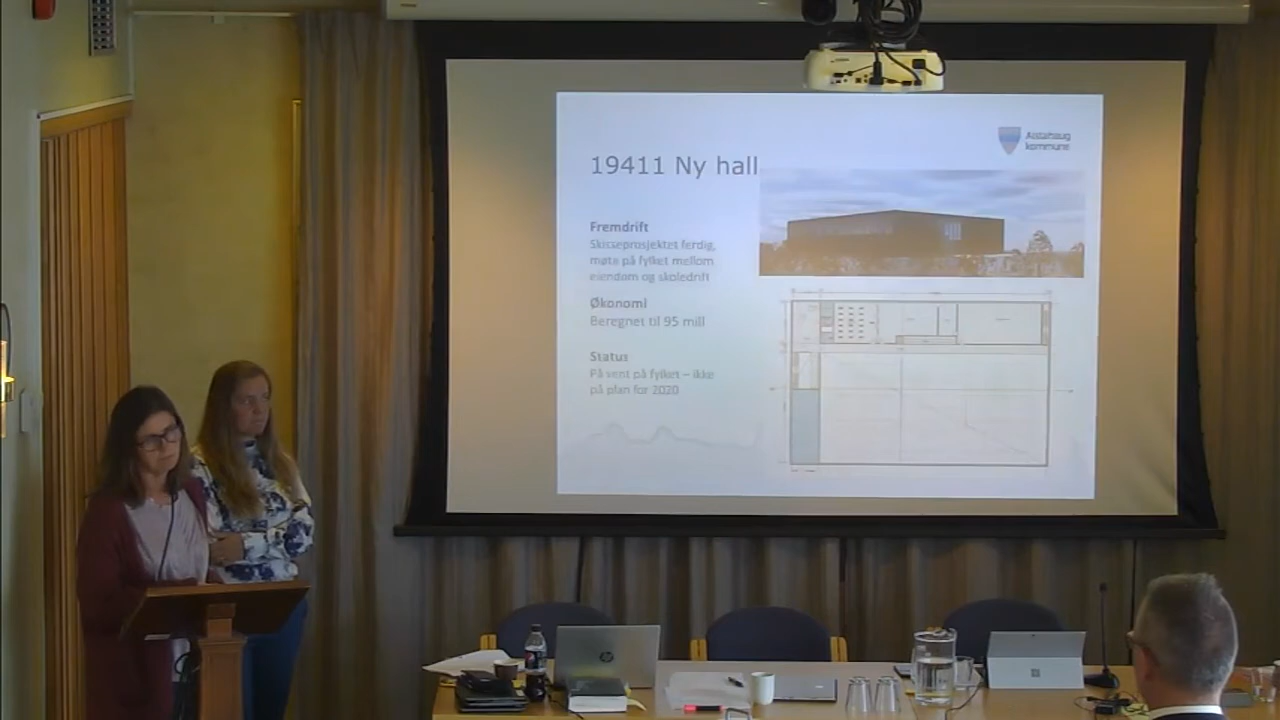 Alstahaug
kommune
19411 Ny hall
Fremdrift
Skisseprosjektet ferdig,
møte på fylket mellom
eiendom og skoledrift
Økonomi
Beregnet til 95 mill
Status
På vent på fylket – ikke
på plan for 2020
hp